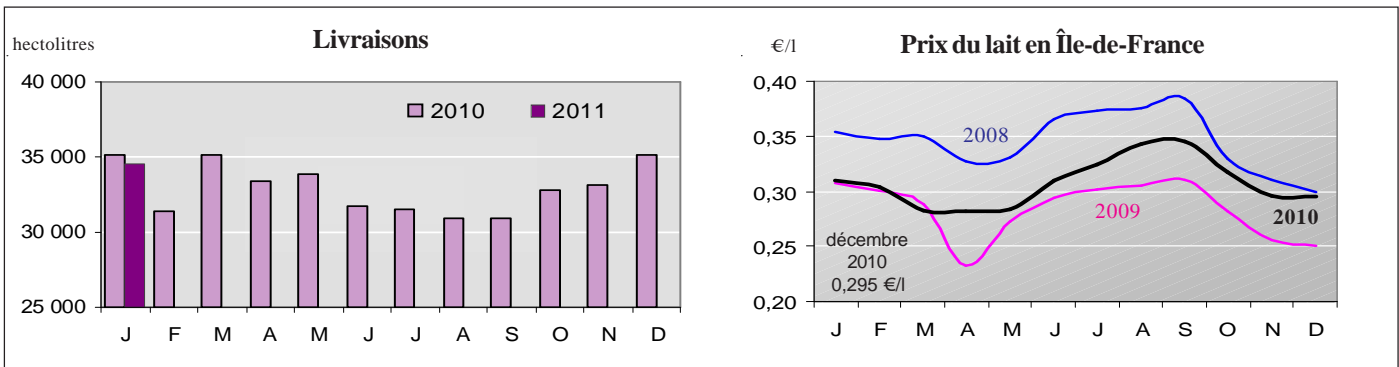 Livraisons
hectolitres
40 000
35 000
30 000
25 000
2010
2011
J F M A M J J A S O N D
Prix du lait en Île-de-France
€/l
0,40
0,35
0,30
0,25
0,20
2008
2009
2010
décembre
2010
0,295 €/l
J F M A M J J A S O N D